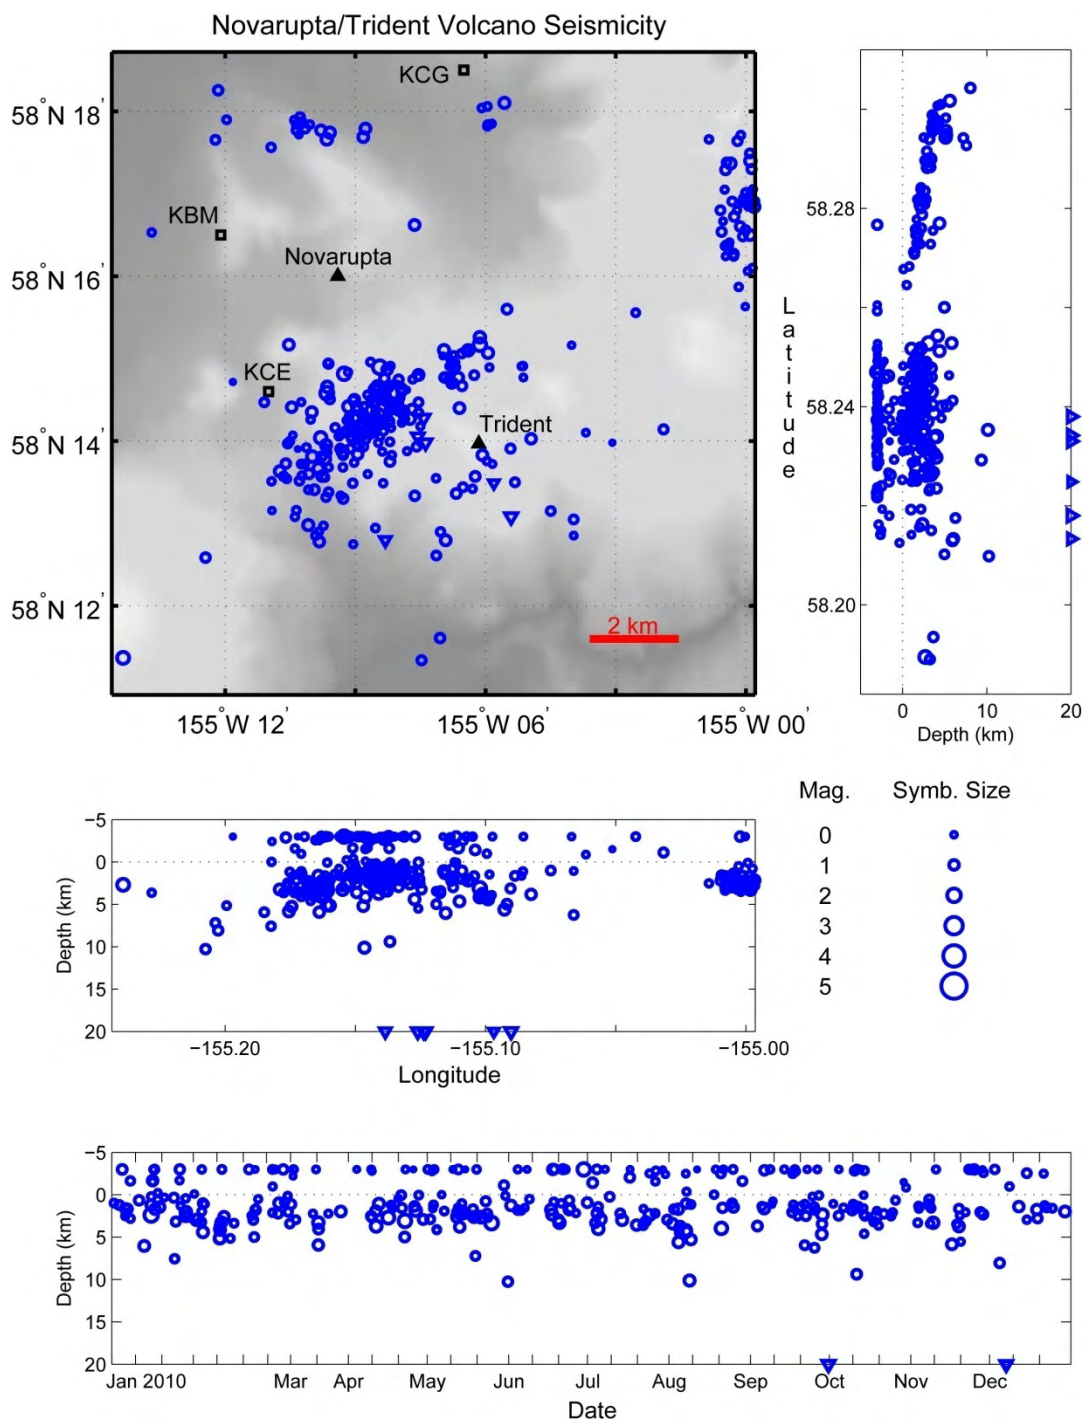 Novarupta/Trident Volcano Seismicity
KCG
58° N 18'
KBM
Novarupta
58° N 16'
KCE
Trident
58° N 14'
58° N 12'
2 km
155° W 12' 155° W 06' 155° W 00'
Latitude
58.28
58.24
58.20
0 10 20
Depth (km)
Mag. Symb. Size
0
1
2
3
4
5
−5
0
5
10
15
20
Depth (km)
−155.20 −155.10 −155.00
Longitude
−5
0
5
10
15
20
Depth (km)
Jan 2010 Mar Apr May Jun Jul Aug Sep Oct Nov Dec
Date